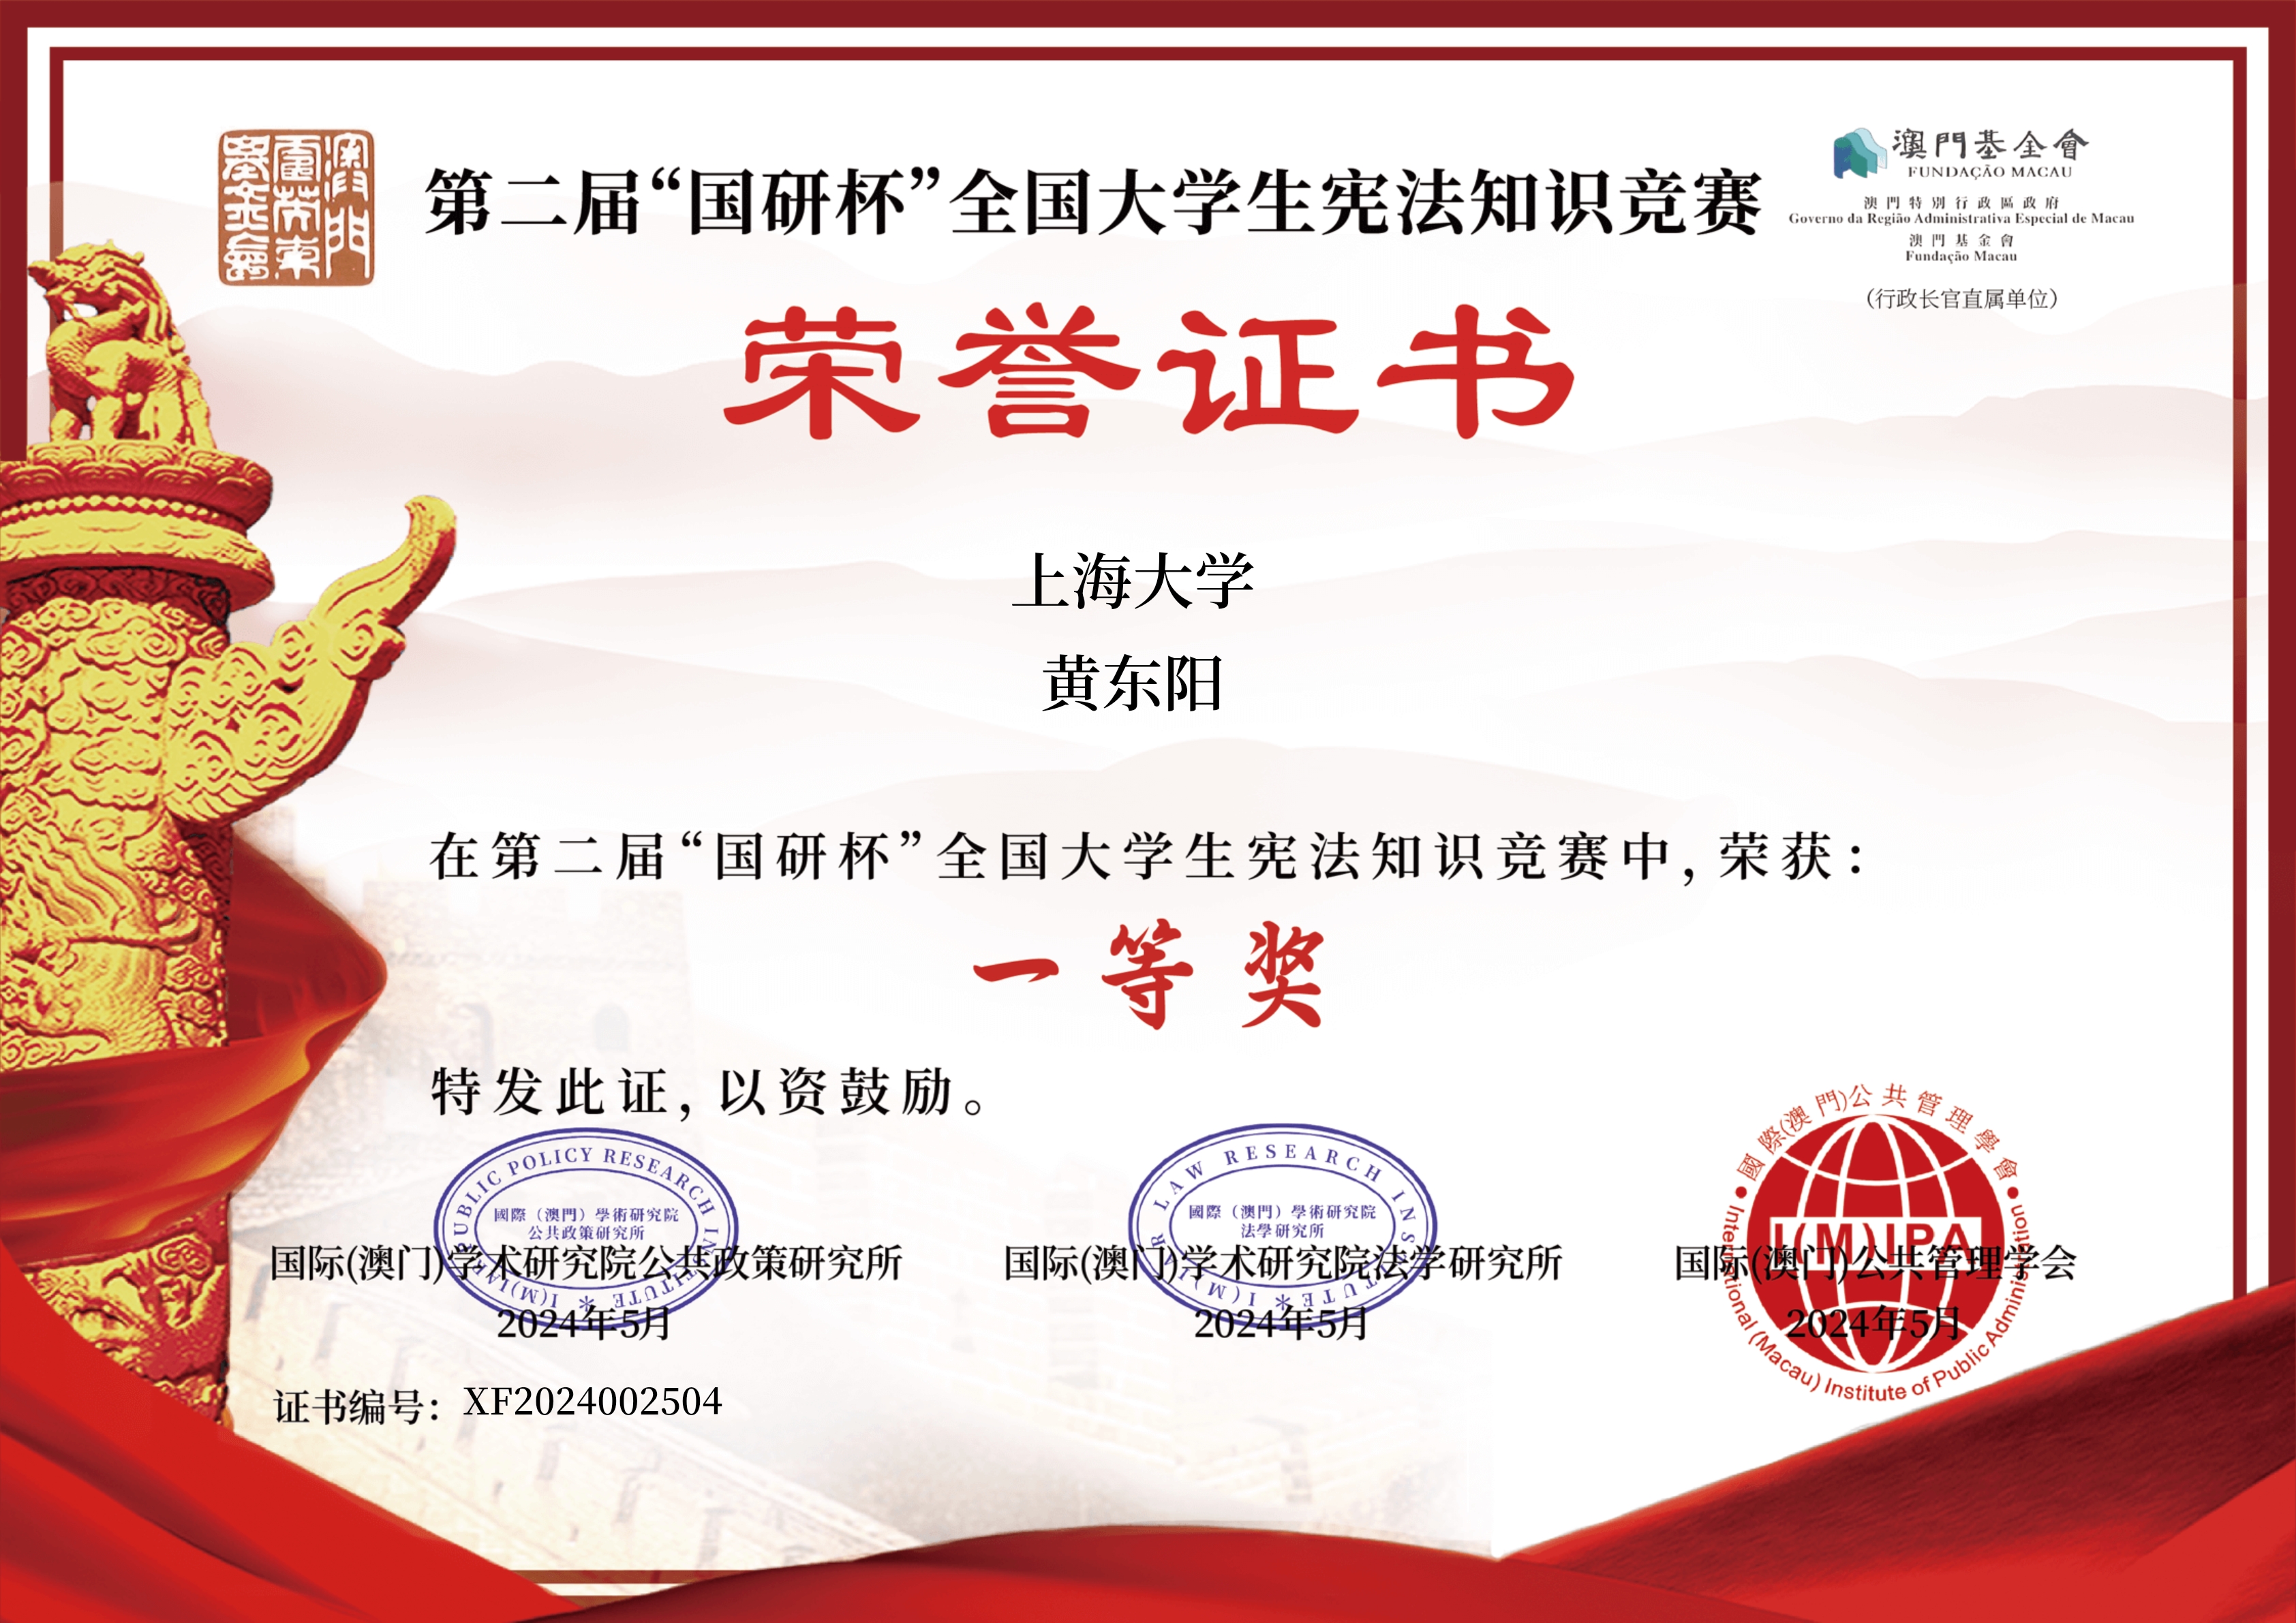 第二届“国研杯”全国大学生宪法知识竞赛
澳門基金會
FUNDAÇÃO MACAU
澳門特別行政區政府
Governo da Região Administrativa Especial de Macau
澳門基金會
Fundação Macau
（行政长官直属单位）
荣誉证书
上海大学
黄东阳
在第二届“国研杯”全国大学生宪法知识竞赛中，荣获：
一等奖
特发此证，以资鼓励。
PUBLIC POLICY RESEARCH INSTITUTE
國際（澳門）學術研究院
公共政策研究所
国际(澳门)学术研究院公共政策研究所
2024年5月
LAW RESEARCH INSTITUTE
國際（澳門）學術研究院
法學研究所
国际(澳门)学术研究院法学研究所
2024年5月
國際(澳門)公共管理學會
I(M)IPA
International (Macau) Institute of Public Administration
国际(澳门)公共管理学会
2024年5月
证书编号：XF2024002504